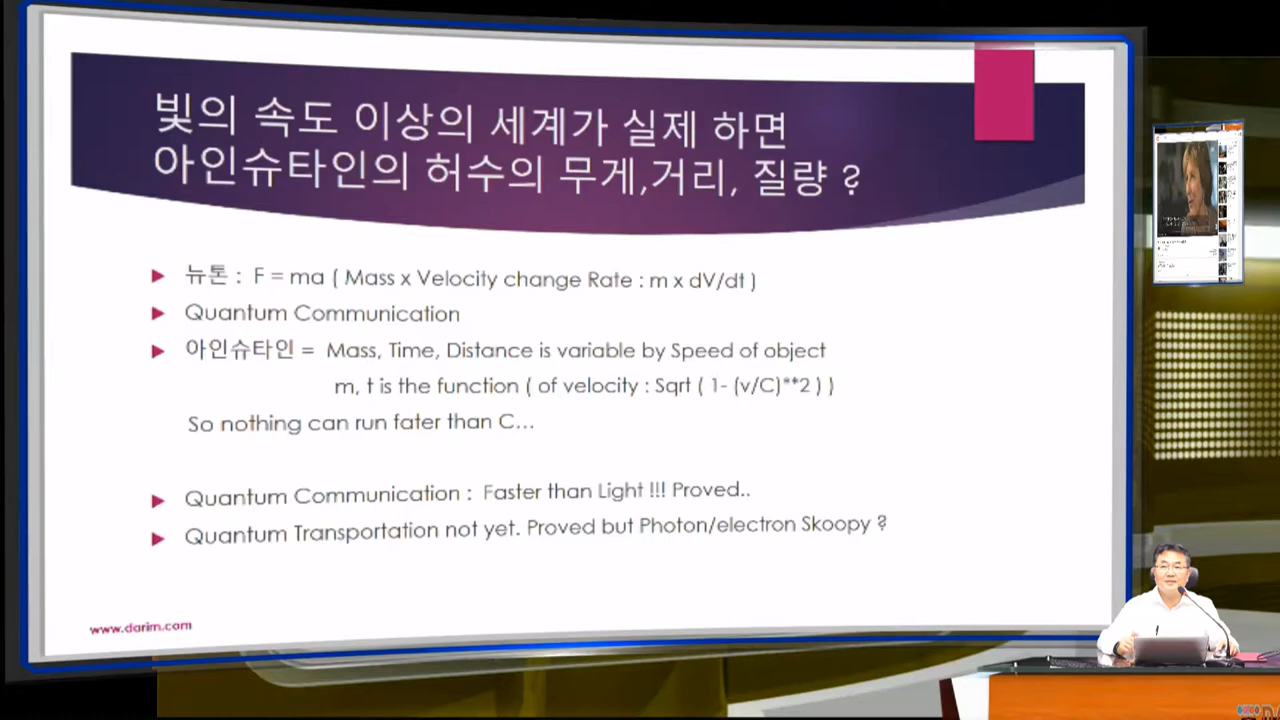 빛의 속도 이상의 세계가 실제 하면
아인슈타인의 허수의 무게,거리, 질량 ?
뉴톤 : F = ma ( Mass x Velocity change Rate : m x dV/dt )
Quantum Communication
아인슈타인 = Mass, Time, Distance is variable by Speed of object
m, t is the function ( of velocity : Sqrt ( 1- (v/C)**2 ) )
So nothing can run fater than C...
Quantum Communication : Faster than Light !!! Proved..
Quantum Transportation not yet. Proved but Photon/electron Skoopy ?
www.darim.com